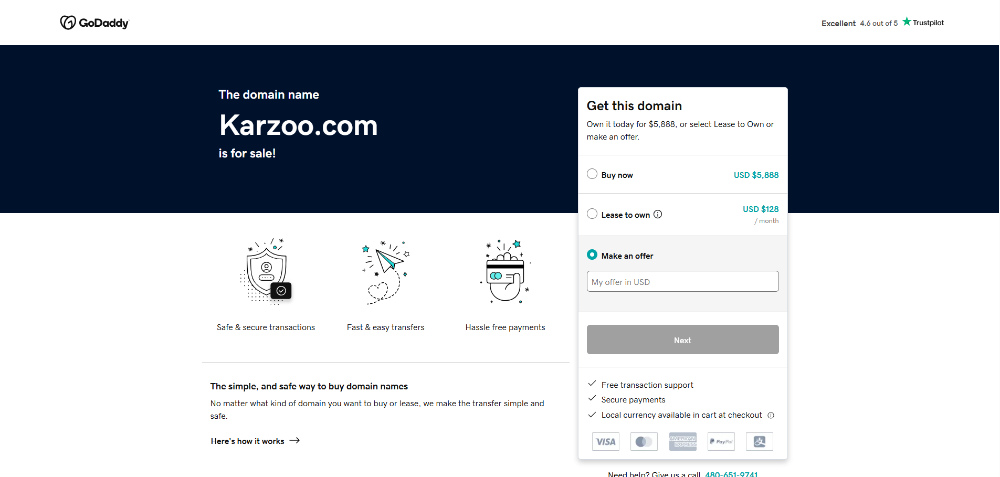 GoDaddy
Excellent 4.6 out of 5 Trustpilot
The domain name
Karzoo.com
is for sale!
Get this domain
Own it today for $5,888, or select Lease to Own or
make an offer.
Buy now USD $5,888
Lease to own USD $128
/ month
Make an offer
My offer in USD
Next
Safe & secure transactions
Fast & easy transfers
Hassle free payments
The simple, and safe way to buy domain names
No matter what kind of domain you want to buy or lease, we make the transfer simple and
safe.
Here's how it works
Free transaction support
Secure payments
Local currency available in cart at checkout
VISA
AMERICAN
EXPRESS
PayPal
支
Need help? Give us a call 480-651-9741